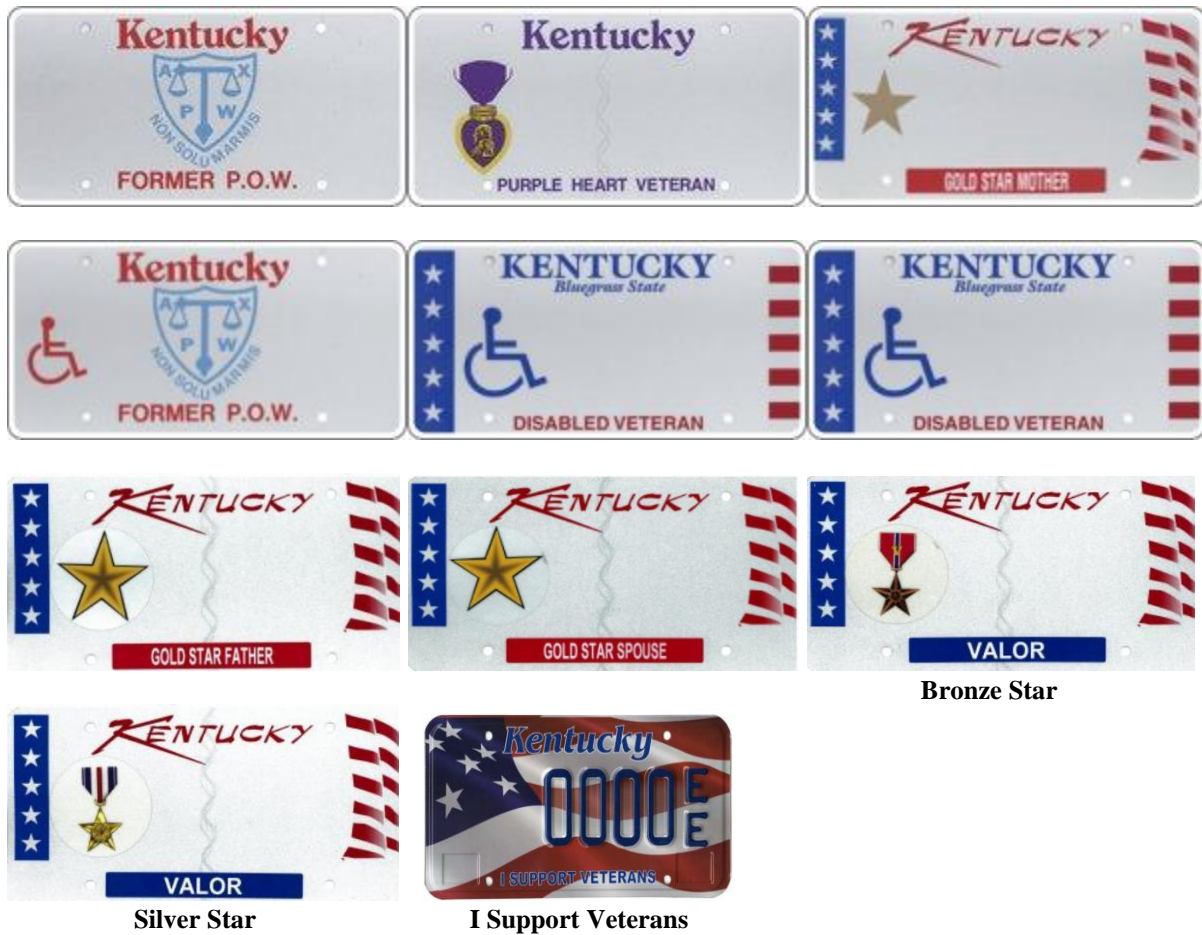 Kentucky
A X
P W
NON SOLUM ARMIS
FORMER P.O.W.
Kentucky
PURPLE HEART VETERAN
KENTUCKY
GOLD STAR MOTHER
Kentucky
A X
P W
NON SOLUM ARMIS
FORMER P.O.W.
KENTUCKY
Bluegrass State
DISABLED VETERAN
KENTUCKY
Bluegrass State
DISABLED VETERAN
KENTUCKY
GOLD STAR FATHER
KENTUCKY
GOLD STAR SPOUSE
KENTUCKY
VALOR
Bronze Star
KENTUCKY
VALOR
Silver Star
Kentucky
0000 EE
I SUPPORT VETERANS
I Support Veterans